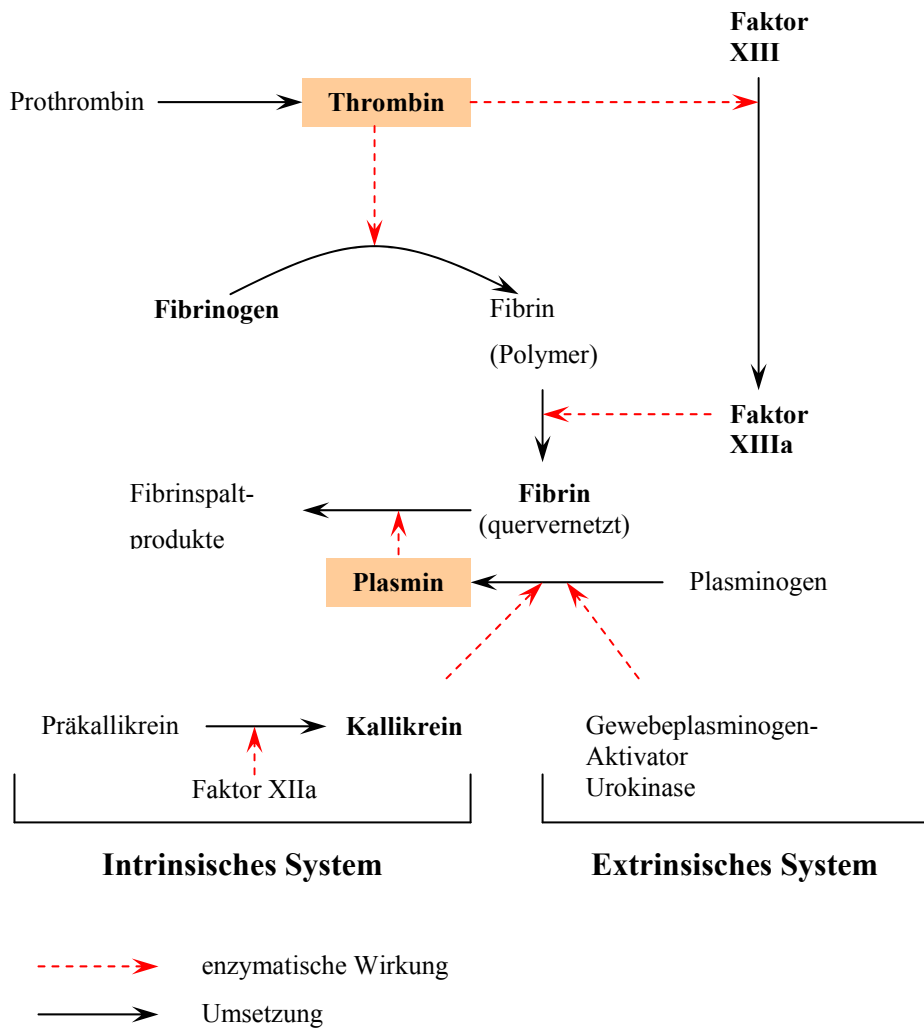 Faktor
XIII
Prothrombin
Thrombin
Fibrinogen
Fibrin
(Polymer)
Faktor
XIIIa
Fibrinspalt-
produkte
Fibrin
(quervernetzt)
Plasmin
Plasminogen
Präkallikrein
Kallikrein
Faktor XIIa
Gewebeplasminogen-
Aktivator
Urokinase
Intrinsisches System
Extrinsisches System
enzymatische Wirkung
Umsetzung